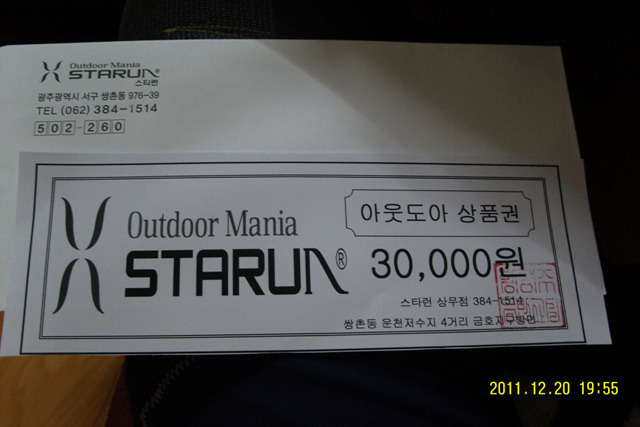 Outdoor Mania
STARUN®
스타런
광주광역시 서구 쌍촌동 976-39
TEL (062) 384-1514
502-260
Outdoor Mania
STARUN®
아웃도아 상품권
30,000원
스타런 상무점 384-1514
쌍촌동 운천저수지 4거리 금호지구방면
2011.12.20 19:55